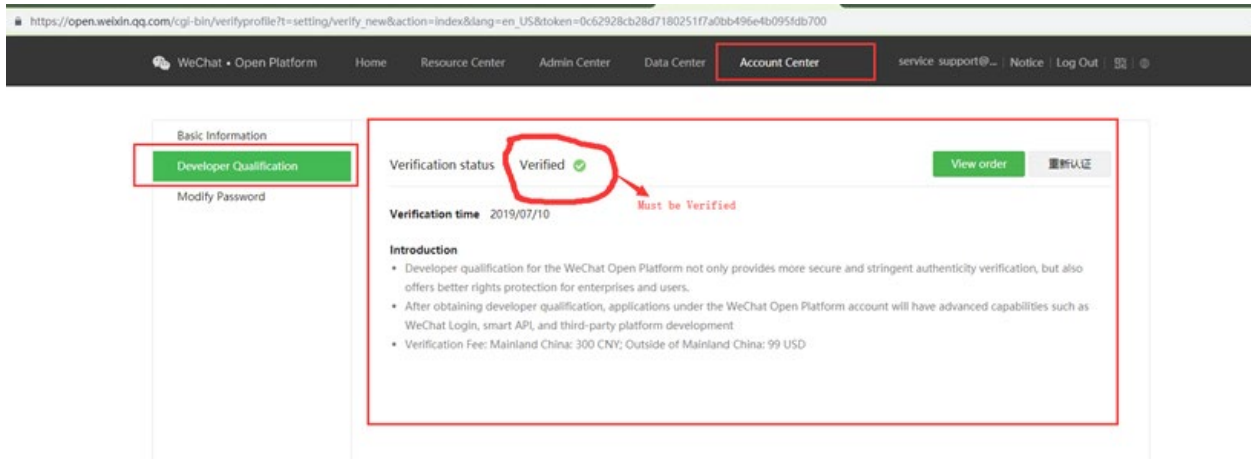 https://open.weixin.qq.com/cgi-bin/verifyprofile?t=setting/verify_new&action=index&lang=en_US&token=0c62928cb28d7180251f7a0bb496e4b095fdb700
WeChat • Open Platform Home Resource Center Admin Center Data Center Account Center service support@... Notice Log Out
Basic Information
Developer Qualification
Modify Password
Verification status Verified View order 重新认证
Must be Verified
Verification time 2019/07/10
Introduction
• Developer qualification for the WeChat Open Platform not only provides more secure and stringent authenticity verification, but also
offers better rights protection for enterprises and users.
• After obtaining developer qualification, applications under the WeChat Open Platform account will have advanced capabilities such as
WeChat Login, smart API, and third-party platform development
• Verification Fee: Mainland China: 300 CNY; Outside of Mainland China: 99 USD